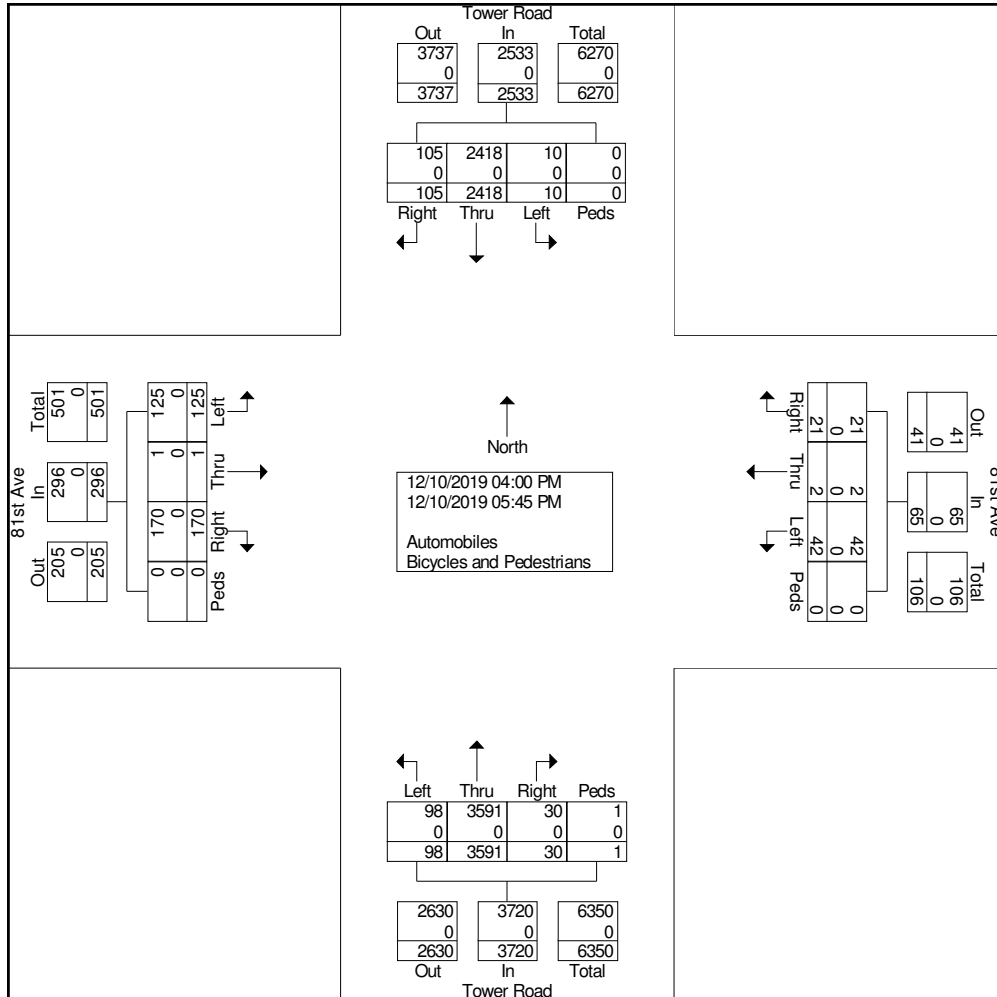 Tower Road
Out In Total
3737 2533 6270
0 0 0
3737 2533 6270
105 2418 10 0
0 0 0 0
105 2418 10 0
Right Thru Left Peds
81st Ave
Total In Out
501 296 205
0 0 0
501 296 205
Left Thru Right Peds
125 1 170 0
0 0 0 0
125 1 170 0
North
12/10/2019 04:00 PM
12/10/2019 05:45 PM
Automobiles
Bicycles and Pedestrians
Right Thru Left Peds
21 2 42 0
0 0 0 0
21 2 42 0
Out In Total
41 65 106
0 0 0
41 65 106
81st Ave
Left Thru Right Peds
98 3591 30 1
0 0 0 0
98 3591 30 1
2630 3720 6350
0 0 0
2630 3720 6350
Out In Total
Tower Road